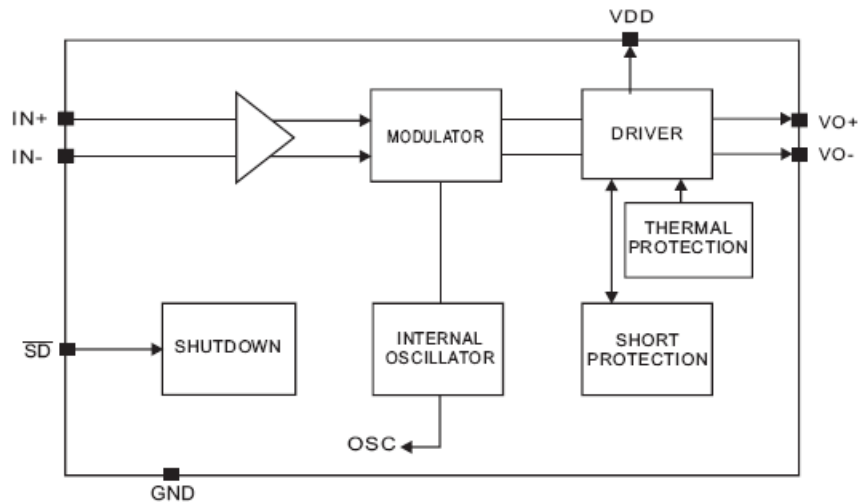 VDD
IN+
IN-
MODULATOR
DRIVER
VO+
VO-
THERMAL
PROTECTION
SD
SHUTDOWN
INTERNAL
OSCILLATOR
SHORT
PROTECTION
OSC
GND